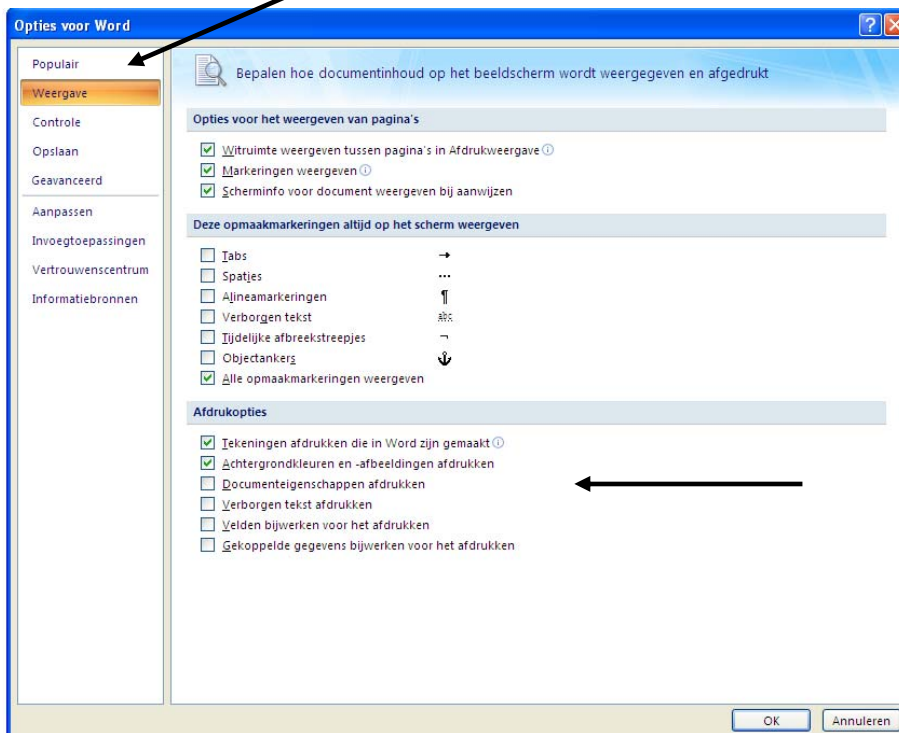 Opties voor Word
Populair
Weergave
Controle
Opslaan
Geavanceerd
Aanpassen
Invoegtoepassingen
Vertrouwenscentrum
Informatiebronnen
Bepalen hoe documentinhoud op het beeldscherm wordt weergegeven en afgedrukt
Opties voor het weergeven van pagina's
Witruimte weergeven tussen pagina's in Afdrukweergave
Markeringen weergeven
Scherminfo voor document weergeven bij aanwijzen
Deze opmaakmarkeringen altijd op het scherm weergeven
Tabs →
Spatjes ...
Alineamarkeringen ¶
Verborgen tekst abc
Tijdelijke afbreekstreepjes ¬
Objectankers
Alle opmaakmarkeringen weergeven
Afdrukopties
Tekeningen afdrukken die in Word zijn gemaakt
Achtergrondkleuren en -afbeeldingen afdrukken
Documenteigenschappen afdrukken
Verborgen tekst afdrukken
Velden bijwerken voor het afdrukken
Gekoppelde gegevens bijwerken voor het afdrukken
OK Annuleren